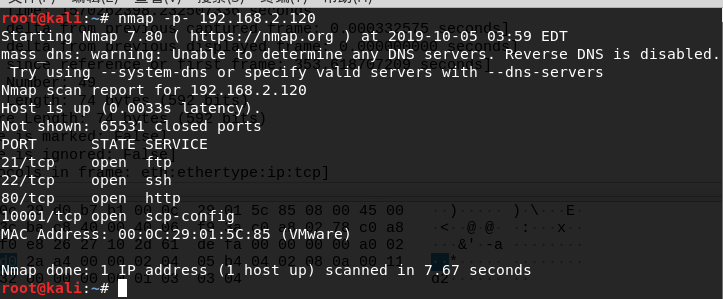 root@kali:~# nmap -p- 192.168.2.120
Starting Nmap 7.80 ( https://nmap.org ) at 2019-10-05 03:59 EDT
mass_dns: warning: Unable to determine any DNS servers. Reverse DNS is disabled.
Try using --system-dns or specify valid servers with --dns-servers
Nmap scan report for 192.168.2.120
Host is up (0.0033s latency).
Not shown: 65531 closed ports
PORT STATE SERVICE
21/tcp open ftp
22/tcp open ssh
80/tcp open http
10001/tcp open scp-config
MAC Address: 00:0C:29:01:5C:85 (VMware)
Nmap done: 1 IP address (1 host up) scanned in 7.67 seconds
root@kali:~#